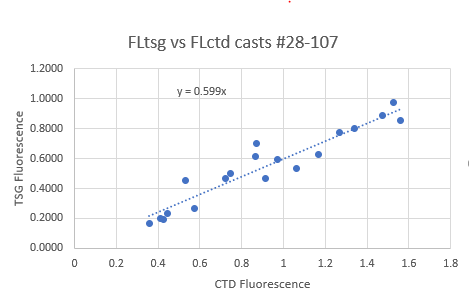 FLtsg vs FLctd casts #28-107
1.2000
1.0000
0.8000
0.6000
0.4000
0.2000
0.0000
TSG Fluorescence
y = 0.599x
0 0.2 0.4 0.6 0.8 1 1.2 1.4 1.6 1.8
CTD Fluorescence